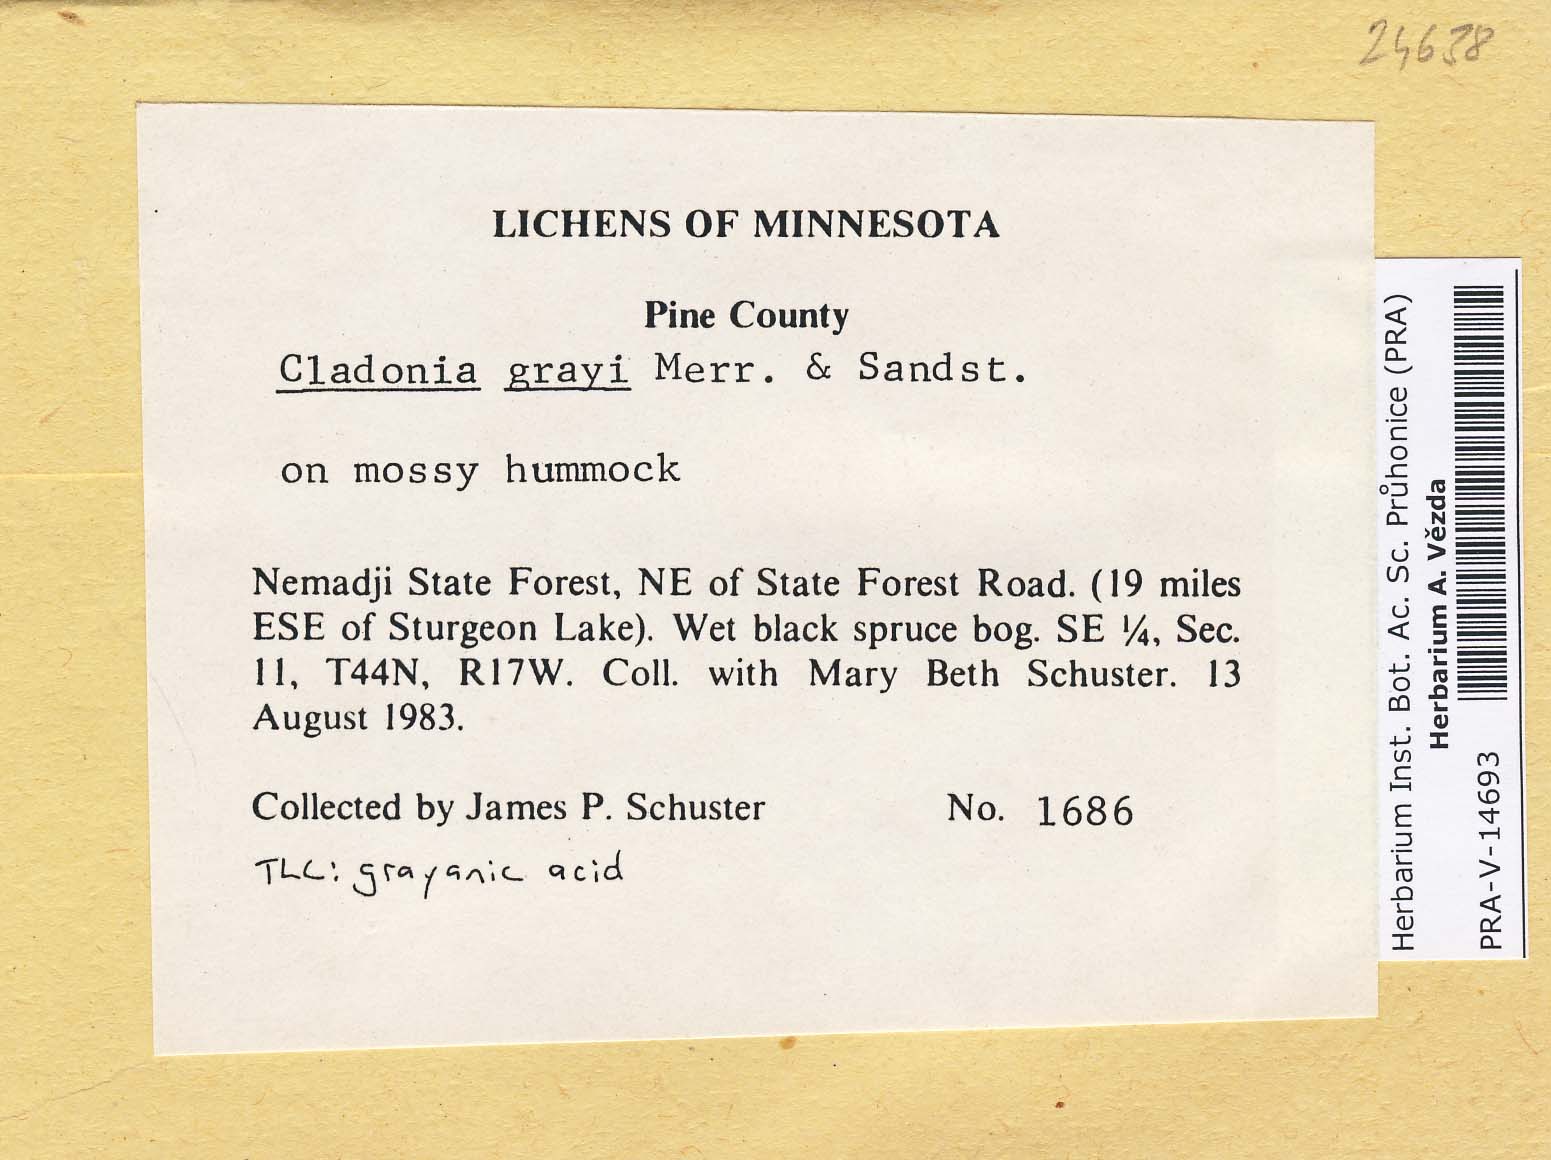 24638
LICHENS OF MINNESOTA
Pine County
Cladonia grayi Merr. & Sandst.
on mossy hummock
Nemadji State Forest, NE of State Forest Road. (19 miles
ESE of Sturgeon Lake). Wet black spruce bog. SE ¼, Sec.
11, T44N, R17W. Coll. with Mary Beth Schuster. 13
August 1983.
Collected by James P. Schuster No. 1686
TLC: grayanic acid
Herbarium Inst. Bot. Ac. Sc. Průhonice (PRA)
Herbarium A. Vězda
PRA-V-14693